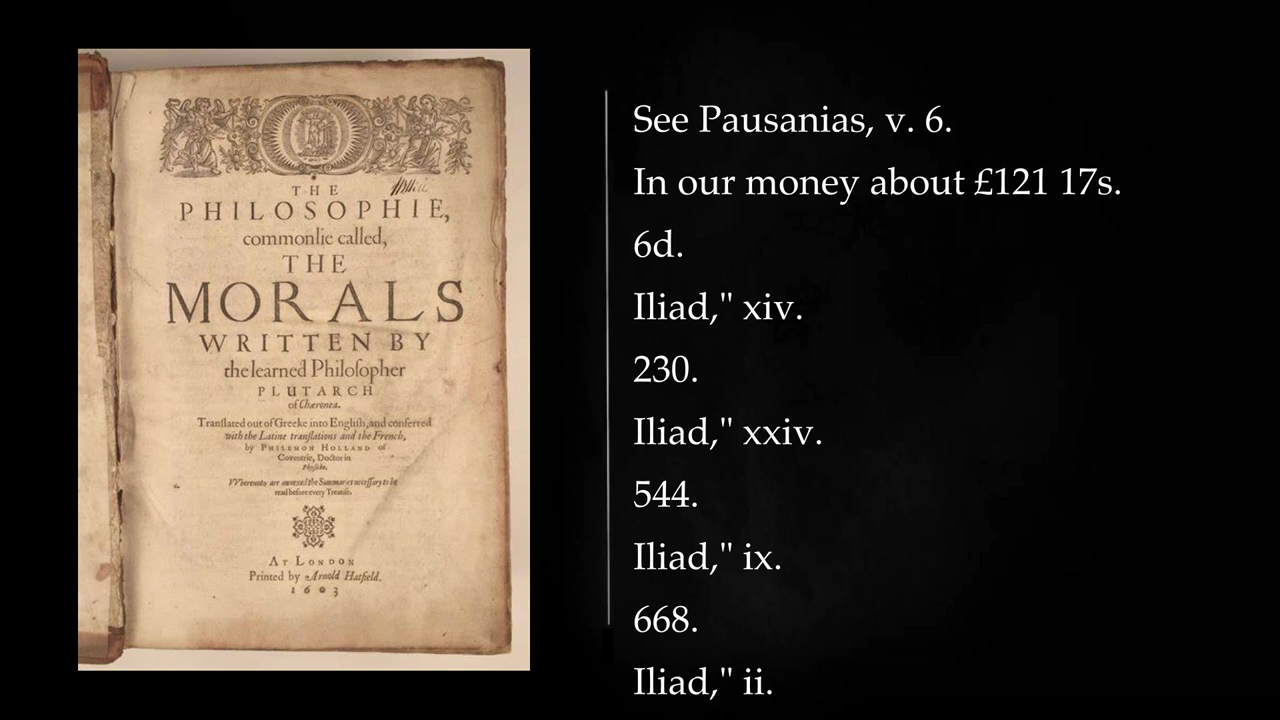 THE
PHILOSOPHIE,
commonlie called,
THE
MORALS
WRITTEN BY
the learned Philoſopher
PLUTARCH
of Chæronea.
Tranſlated out of Greeke into Engliſh, and conferred
with the Latine tranſlations and the French,
by PHILEMON HOLLAND of
Coventrie, Doctor in
Phyſicke.
VVhereunto are annexed the Summaries neceſſary to be
read before every Treatiſe.
AT LONDON
Printed by Arnold Hatfield.
1603
See Pausanias, v. 6.
In our money about £121 17s.
6d.
Iliad," xiv.
230.
Iliad," xxiv.
544.
Iliad," ix.
668.
Iliad," ii.